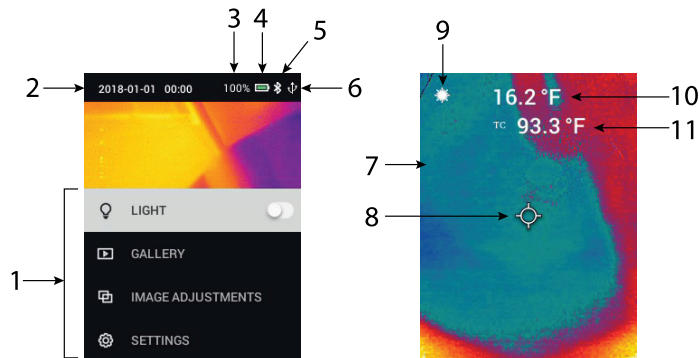 3 4 5
2 2018-01-01 00:00 100% 6
1
LIGHT
GALLERY
IMAGE ADJUSTMENTS
SETTINGS
9
16.2 °F 10
TC 93.3 °F 11
7
8